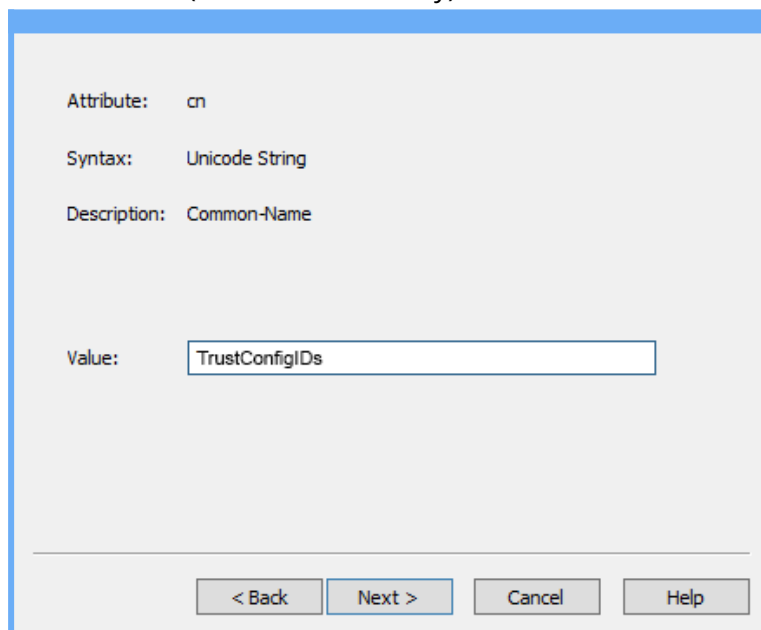 Attribute: cn
Syntax: Unicode String
Description: Common-Name
Value: TrustConfigIDs
< Back Next > Cancel Help